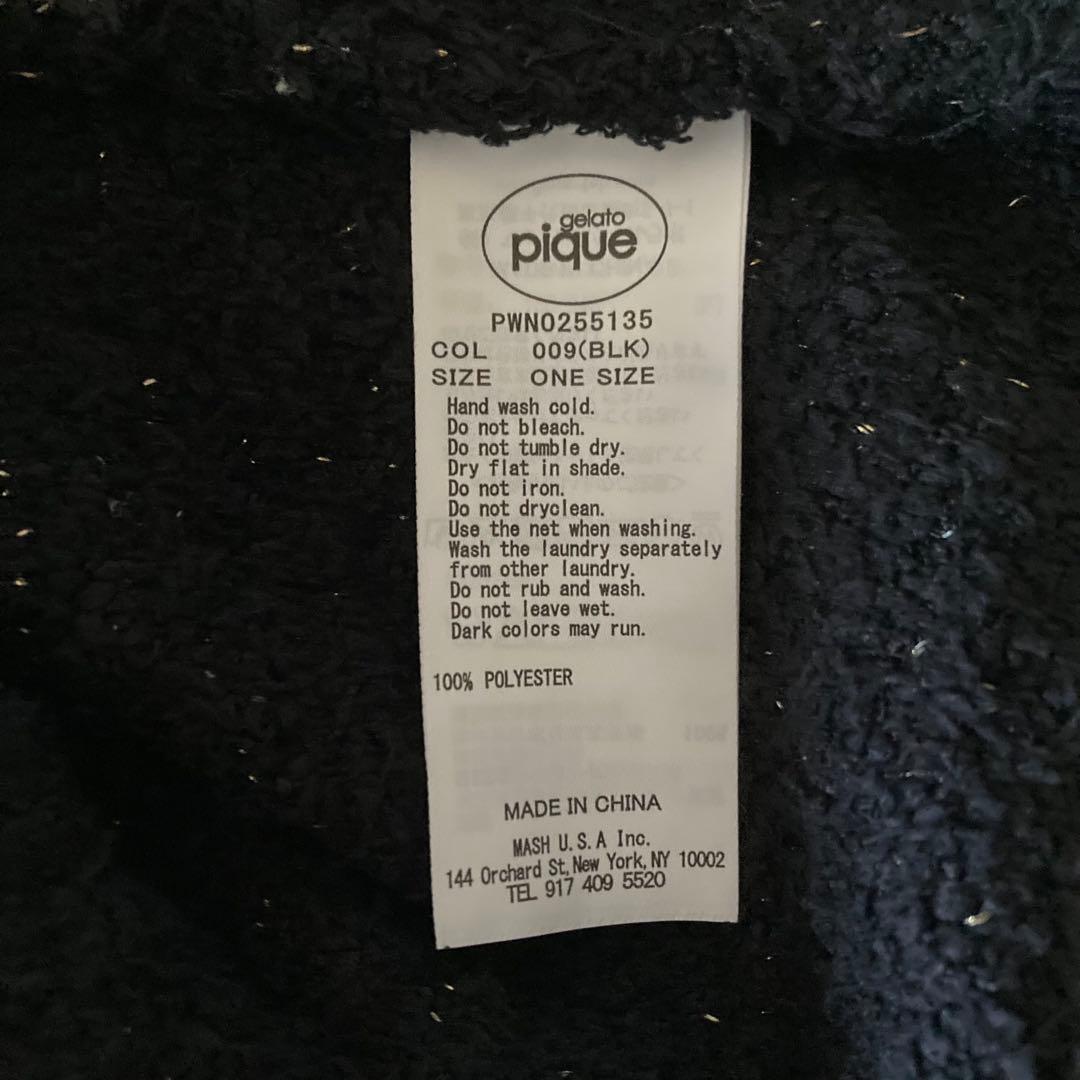 gelato
pique
PWNO255135
COL 009(BLK)
SIZE ONE SIZE
Hand wash cold.
Do not bleach.
Do not tumble dry.
Dry flat in shade.
Do not iron.
Do not dryclean.
Use the net when washing.
Wash the laundry separately
from other laundry.
Do not rub and wash.
Do not leave wet.
Dark colors may run.
100% POLYESTER
MADE IN CHINA
MASH U.S.A Inc.
144 Orchard St, New York, NY 10002
TEL 917 409 5520